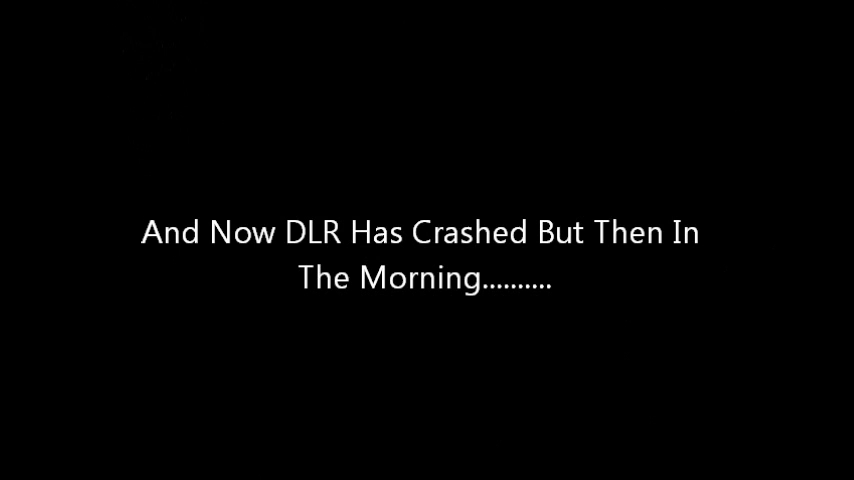 And Now DLR Has Crashed But Then In
The Morning..........